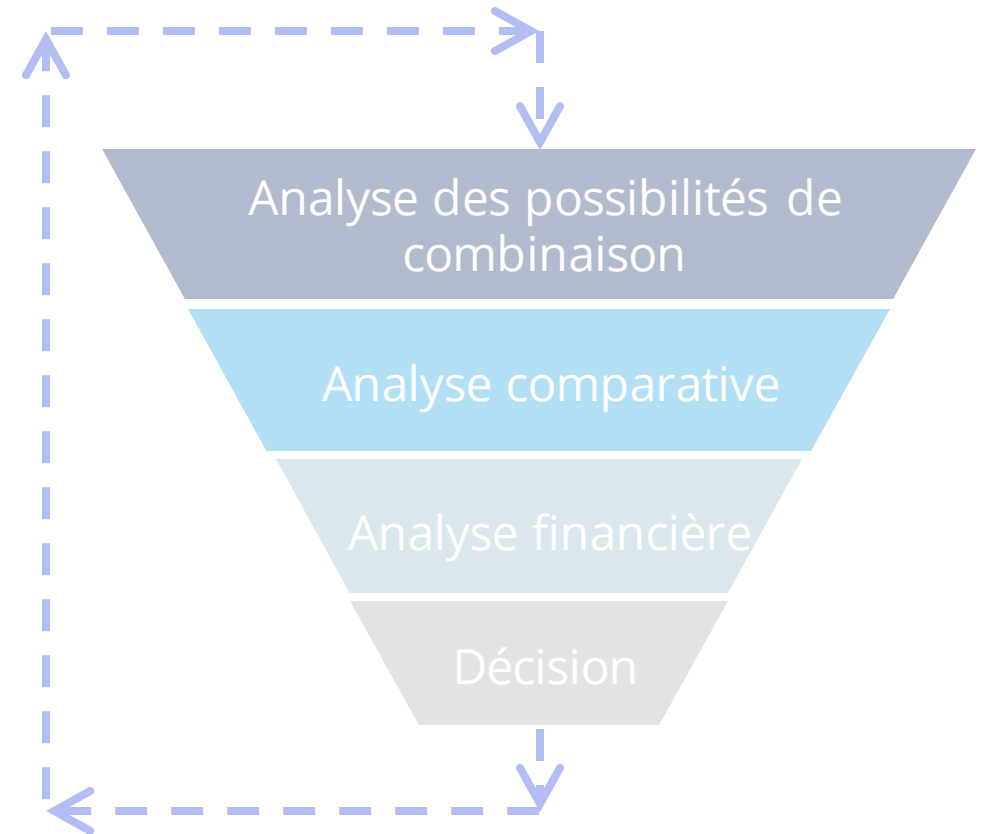 Analyse des possibilités de
combinaison
Analyse comparative
Analyse financière
Décision